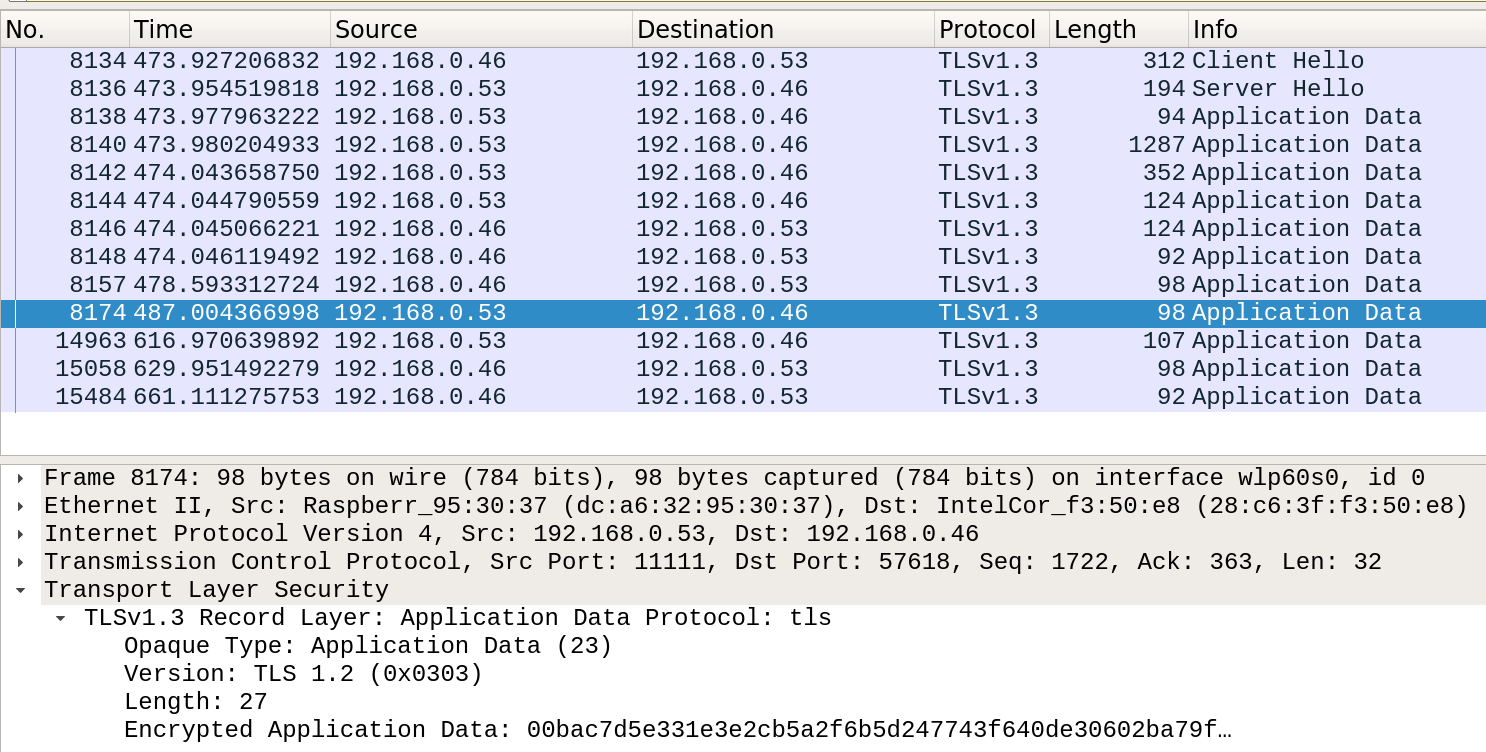 No. Time Source Destination Protocol Length Info
8134 473.927206832 192.168.0.46 192.168.0.53 TLSv1.3 312 Client Hello
8136 473.954519818 192.168.0.53 192.168.0.46 TLSv1.3 194 Server Hello
8138 473.977963222 192.168.0.53 192.168.0.46 TLSv1.3 94 Application Data
8140 473.980204933 192.168.0.53 192.168.0.46 TLSv1.3 1287 Application Data
8142 474.043658750 192.168.0.53 192.168.0.46 TLSv1.3 352 Application Data
8144 474.044790559 192.168.0.53 192.168.0.46 TLSv1.3 124 Application Data
8146 474.045066221 192.168.0.46 192.168.0.53 TLSv1.3 124 Application Data
8148 474.046119492 192.168.0.46 192.168.0.53 TLSv1.3 92 Application Data
8157 478.593312724 192.168.0.46 192.168.0.53 TLSv1.3 98 Application Data
8174 487.004366998 192.168.0.53 192.168.0.46 TLSv1.3 98 Application Data
14963 616.970639892 192.168.0.53 192.168.0.46 TLSv1.3 107 Application Data
15058 629.951492279 192.168.0.46 192.168.0.53 TLSv1.3 98 Application Data
15484 661.111275753 192.168.0.46 192.168.0.53 TLSv1.3 92 Application Data
Frame 8174: 98 bytes on wire (784 bits), 98 bytes captured (784 bits) on interface wlp60s0, id 0
Ethernet II, Src: Raspberr_95:30:37 (dc:a6:32:95:30:37), Dst: IntelCor_f3:50:e8 (28:c6:3f:f3:50:e8)
Internet Protocol Version 4, Src: 192.168.0.53, Dst: 192.168.0.46
Transmission Control Protocol, Src Port: 11111, Dst Port: 57618, Seq: 1722, Ack: 363, Len: 32
Transport Layer Security
TLSv1.3 Record Layer: Application Data Protocol: tls
Opaque Type: Application Data (23)
Version: TLS 1.2 (0x0303)
Length: 27
Encrypted Application Data: 00bac7d5e331e3e2cb5a2f6b5d247743f640de30602ba79f…